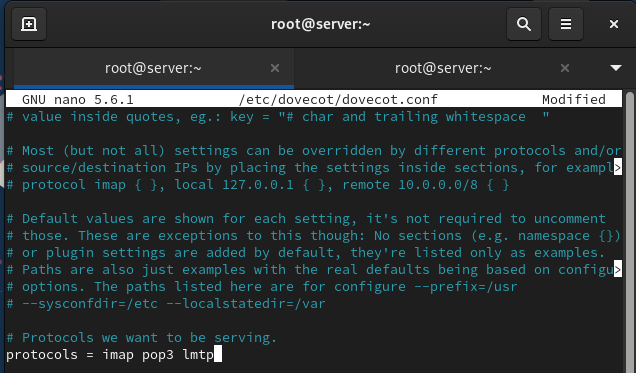 root@server:~
root@server:~
root@server:~
GNU nano 5.6.1 /etc/dovecot/dovecot.conf Modified
# value inside quotes, eg.: key = "# char and trailing whitespace  "
# Most (but not all) settings can be overridden by different protocols and/or
# source/destination IPs by placing the settings inside sections, for exampl>
# protocol imap { }, local 127.0.0.1 { }, remote 10.0.0.0/8 { }
# Default values are shown for each setting, it's not required to uncomment
# those. These are exceptions to this though: No sections (e.g. namespace {})
# or plugin settings are added by default, they're listed only as examples.
# Paths are also just examples with the real defaults being based on configu>
# options. The paths listed here are for configure --prefix=/usr
# --sysconfdir=/etc --localstatedir=/var
# Protocols we want to be serving.
protocols = imap pop3 lmtp